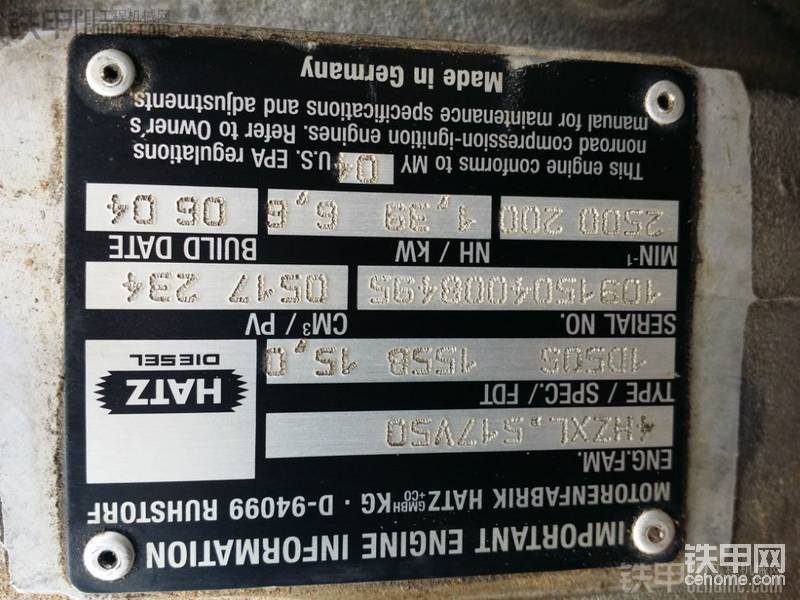 IMPORTANT ENGINE INFORMATION
MOTORENFABRIK HATZ GMBH+CO KG · D-94099 RUHSTORF
ENG.FAM.
4HZXL.517V50
TYPE / SPEC./ FDT
1D50S 155B 15,0
HATZ
DIESEL
SERIAL NO. CM³ / PV
1091504008495 0517 234
MIN-1 NH / KW BUILD DATE
2500 200 1,39 6,6 06 04
This engine conforms to MY 04 U.S. EPA regulations
nonroad compression-ignition engines. Refer to Owner's
manual for maintenance specifications and adjustments.
Made in Germany
铁甲网
cehome.com